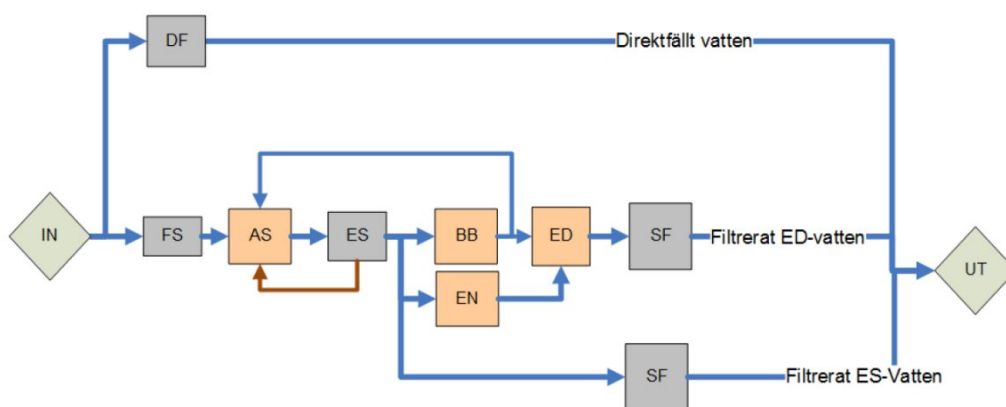 DF
Direktfällt vatten
IN
FS
AS
ES
BB
ED
SF
Filtrerat ED-vatten
UT
EN
SF
Filtrerat ES-Vatten